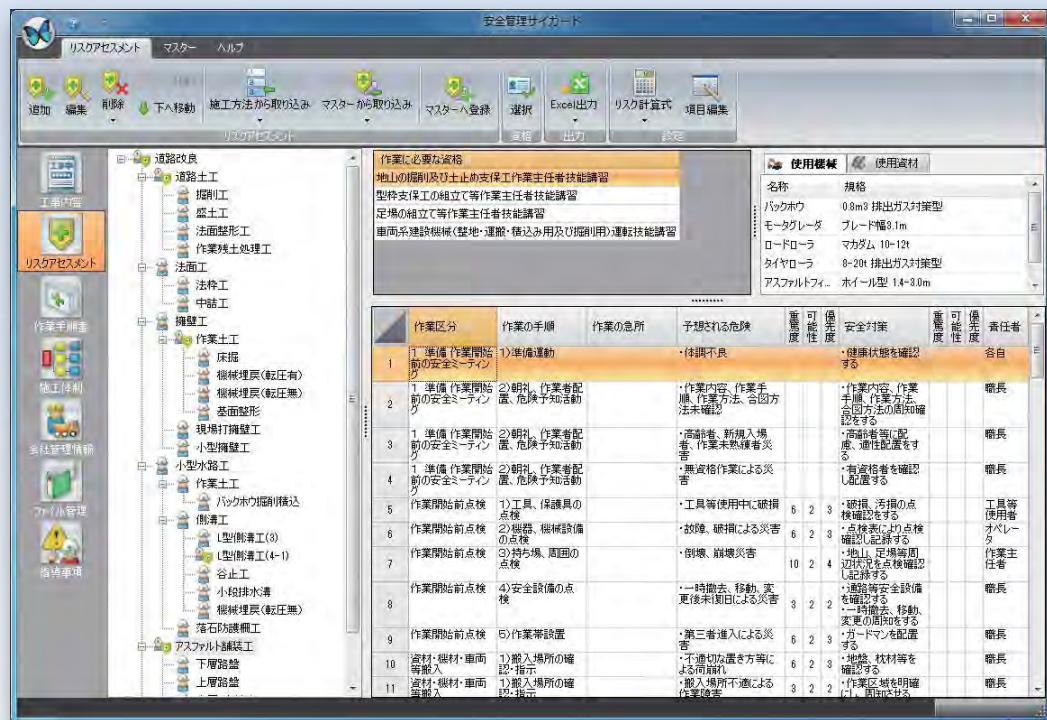 安全管理サイガード
リスクアセスメント マスター ヘルプ
追加 編集 削除 下へ移動 施工方法から取り込み マスターから取り込み マスターへ登録 選択 Excel出力 リスク計算式 項目編集
リスクアセスメント 資格 出力 設定
工事内容
リスクアセスメント
作業手順書
施工体制
会社管理情報
ファイル管理
指摘事項
道路改良
道路土工
掘削工
盛土工
法面整形工
作業残土処理工
法面工
法枠工
中詰工
擁壁工
作業土工
床掘
機械埋戻(転圧有)
機械埋戻(転圧無)
基面整形
現場打擁壁工
小型擁壁工
小型水路工
作業土工
バックホウ掘削積込
側溝工
L型側溝工(3)
L型側溝工(4-1)
谷止工
小段排水溝
機械埋戻(転圧無)
落石防護柵工
アスファルト舗装工
下層路盤
上層路盤
作業に必要な資格
地山の掘削及び土止め支保工作業主任者技能講習
型枠支保工の組立て等作業主任者技能講習
足場の組立て等作業主任者技能講習
車両系建設機械(整地・運搬・積込み用及び掘削用)運転技能講習
使用機械 使用資材
名称 規格
バックホウ 0.8m3 排出ガス対策型
モータグレーダ ブレード幅3.1m
ロードローラ マカダム 10-12t
タイヤローラ 8-20t 排出ガス対策型
アスファルトフィ... ホイール型 1.4-3.0m
作業区分 作業の手順 作業の急所 予想される危険 重篤度 可能性 優先度 安全対策 重篤度 可能性 優先度 責任者
1 1 準備 作業開始前の安全ミーティング 1)準備運動 ・体調不良 ・健康状態を確認する 各自
2 1 準備 作業開始前の安全ミーティング 2)朝礼、作業者配置、危険予知活動 ・作業内容、作業手順、作業方法、合図方法未確認 ・作業内容、作業手順、作業方法、合図方法の周知確認をする 職長
3 1 準備 作業開始前の安全ミーティング 2)朝礼、作業者配置、危険予知活動 ・高齢者、新規入場者、作業未熟練者災害 ・高齢者等に配慮、適性配置をする 職長
4 1 準備 作業開始前の安全ミーティング 2)朝礼、作業者配置、危険予知活動 ・無資格作業による災害 ・有資格者を確認し配置する 職長
5 作業開始前点検 1)工具、保護具の点検 ・工具等使用中に破損 6 2 3 ・破損、汚損の点検確認をする 工具等使用者
6 作業開始前点検 2)機器、機械設備の点検 ・故障、破損による災害 6 2 3 ・点検表により点検確認し記録する オペレータ
7 作業開始前点検 3)持ち場、周囲の点検 ・倒壊、崩壊災害 10 2 4 ・地山、足場等周辺状況を点検確認し記録する 作業主任者
8 作業開始前点検 4)安全設備の点検 ・一時撤去、移動、変更後未復旧による災害 3 2 2 ・通路等安全設備を確認する ・一時撤去、移動、変更の周知をする 職長
9 作業開始前点検 5)作業帯設置 ・第三者進入による災害 6 2 3 ・ガードマンを配置する 職長
10 資材・機材・車両等搬入 1)搬入場所の確認・指示 ・不適切な置き方等による荷崩れ 6 2 3 ・地盤、枕材等を確認する 職長
11 資材・機材・車両等搬入 1)搬入場所の確認・指示 ・搬入場所不適による作業障害 3 2 2 ・作業区域を明確にし、周知させる 職長